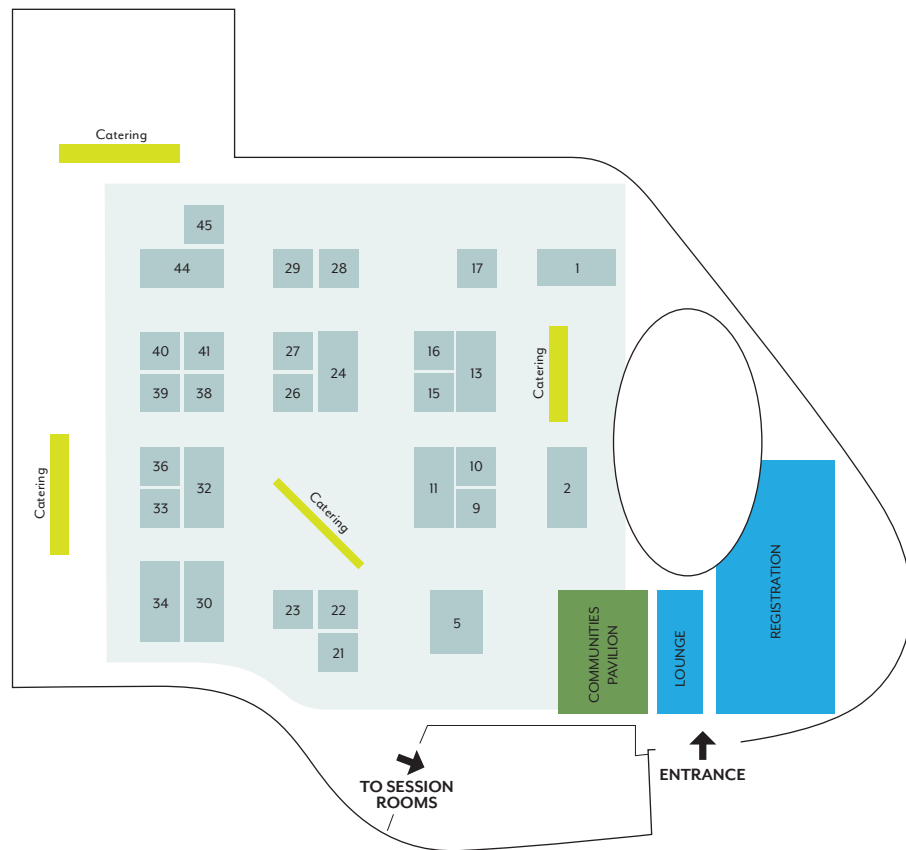 Catering
45
44
29
28
17
1
40
41
27
24
16
13
Catering
39
38
26
15
36
32
11
10
2
Catering
33
Catering
9
34
30
23
22
5
21
COMMUNITIES
PAVILION
LOUNGE
REGISTRATION
TO SESSION
ROOMS
ENTRANCE